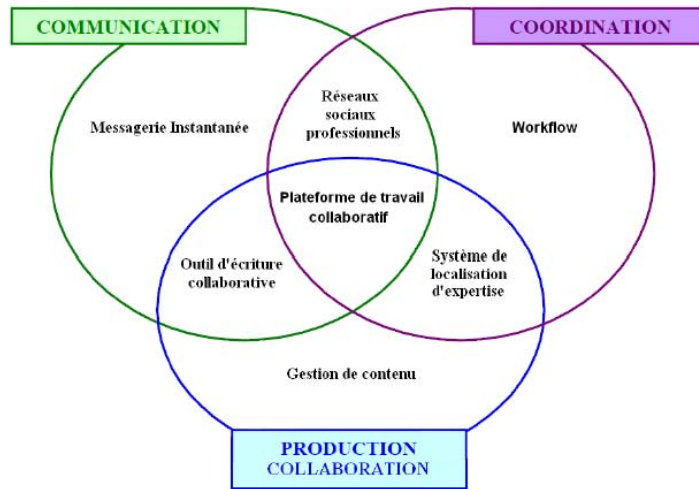 COMMUNICATION
COORDINATION
Réseaux
sociaux
professionnels
Messagerie Instantanée
Workflow
Plateforme de travail
collaboratif
Outil d'écriture
collaborative
Système de
localisation
d'expertise
Gestion de contenu
PRODUCTION
COLLABORATION